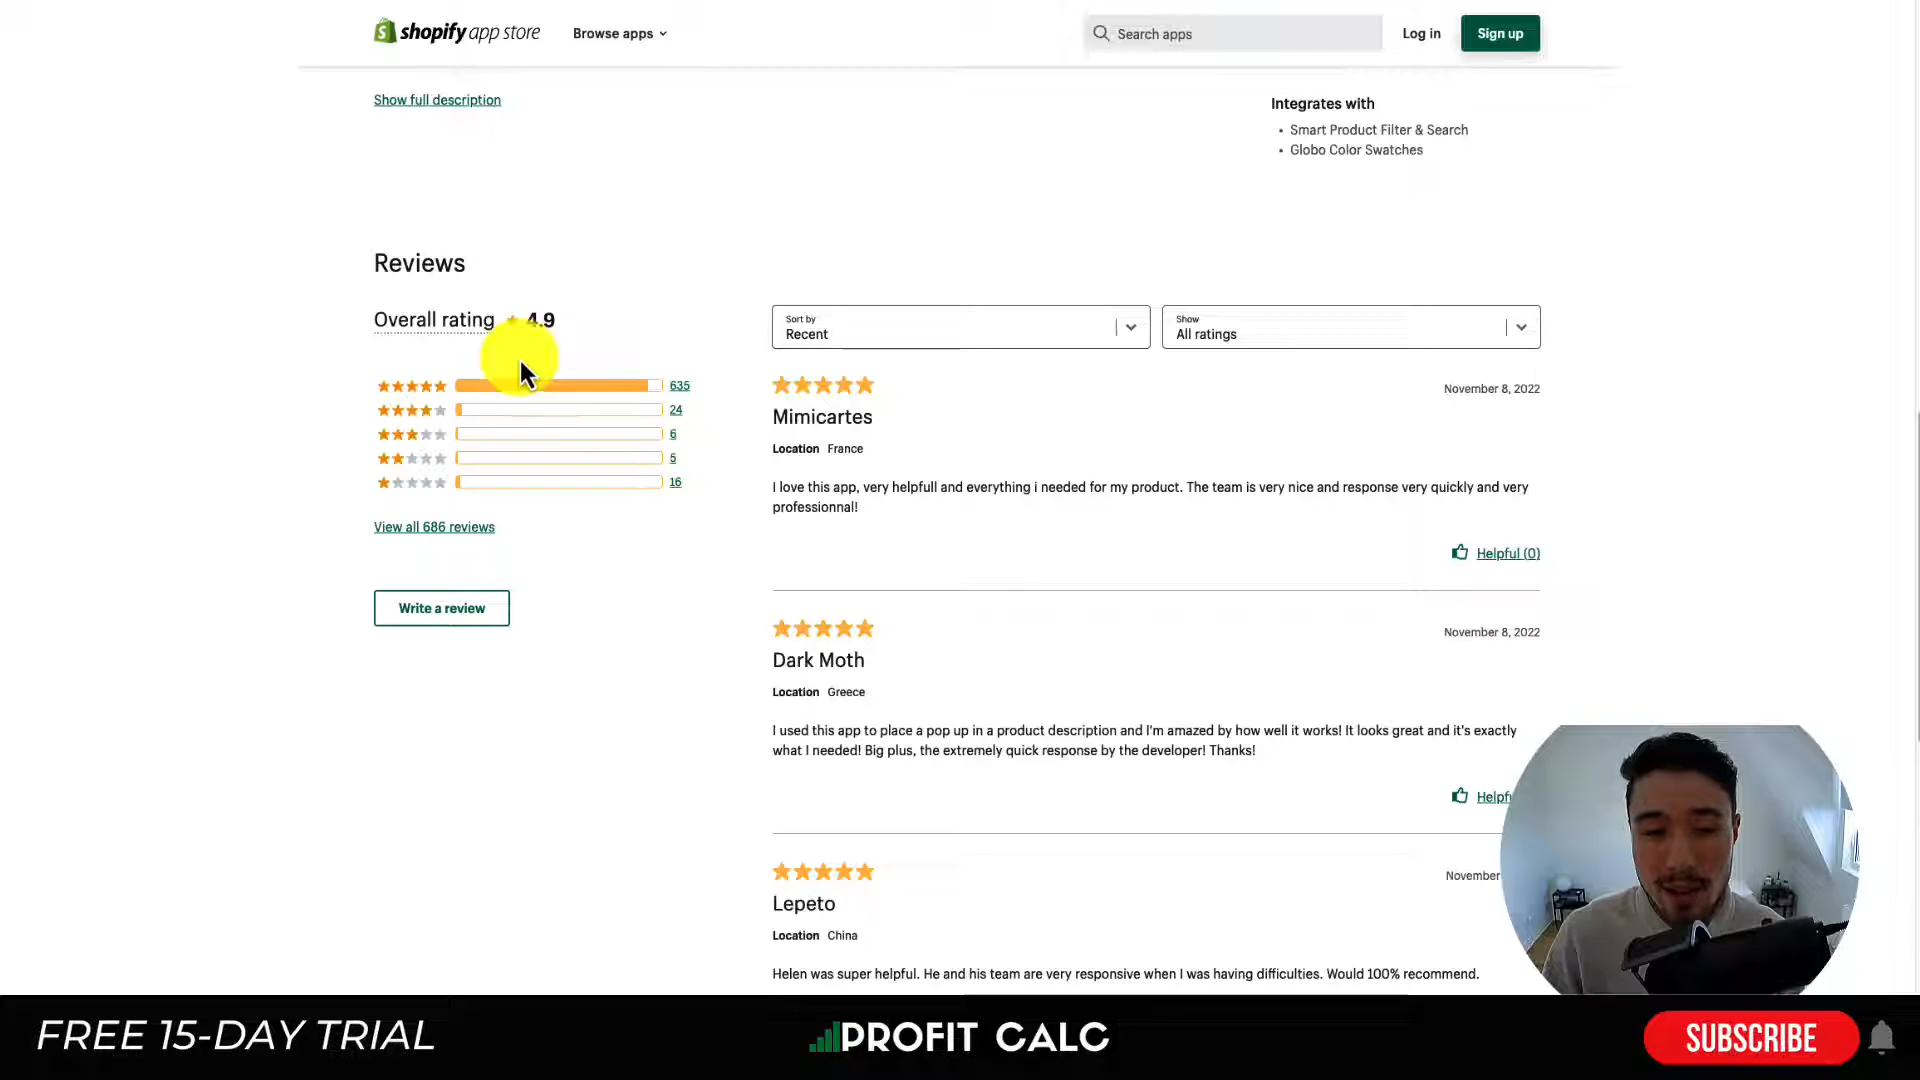 shopify app store
Browse apps
Search apps
Log in
Sign up
Show full description
Integrates with
• Smart Product Filter & Search
• Globo Color Swatches
Reviews
Overall rating 4.9
635
24
6
5
16
View all 686 reviews
Write a review
Sort by
Recent
Show
All ratings
November 8, 2022
Mimicartes
Location France
I love this app, very helpfull and everything i needed for my product. The team is very nice and response very quickly and very
professionnal!
Helpful (0)
November 8, 2022
Dark Moth
Location Greece
I used this app to place a pop up in a product description and I'm amazed by how well it works! It looks great and it's exactly
what I needed! Big plus, the extremely quick response by the developer! Thanks!
Helpfu
November
Lepeto
Location China
Helen was super helpful. He and his team are very responsive when I was having difficulties. Would 100% recommend.
FREE 15-DAY TRIAL
PROFIT CALC
SUBSCRIBE